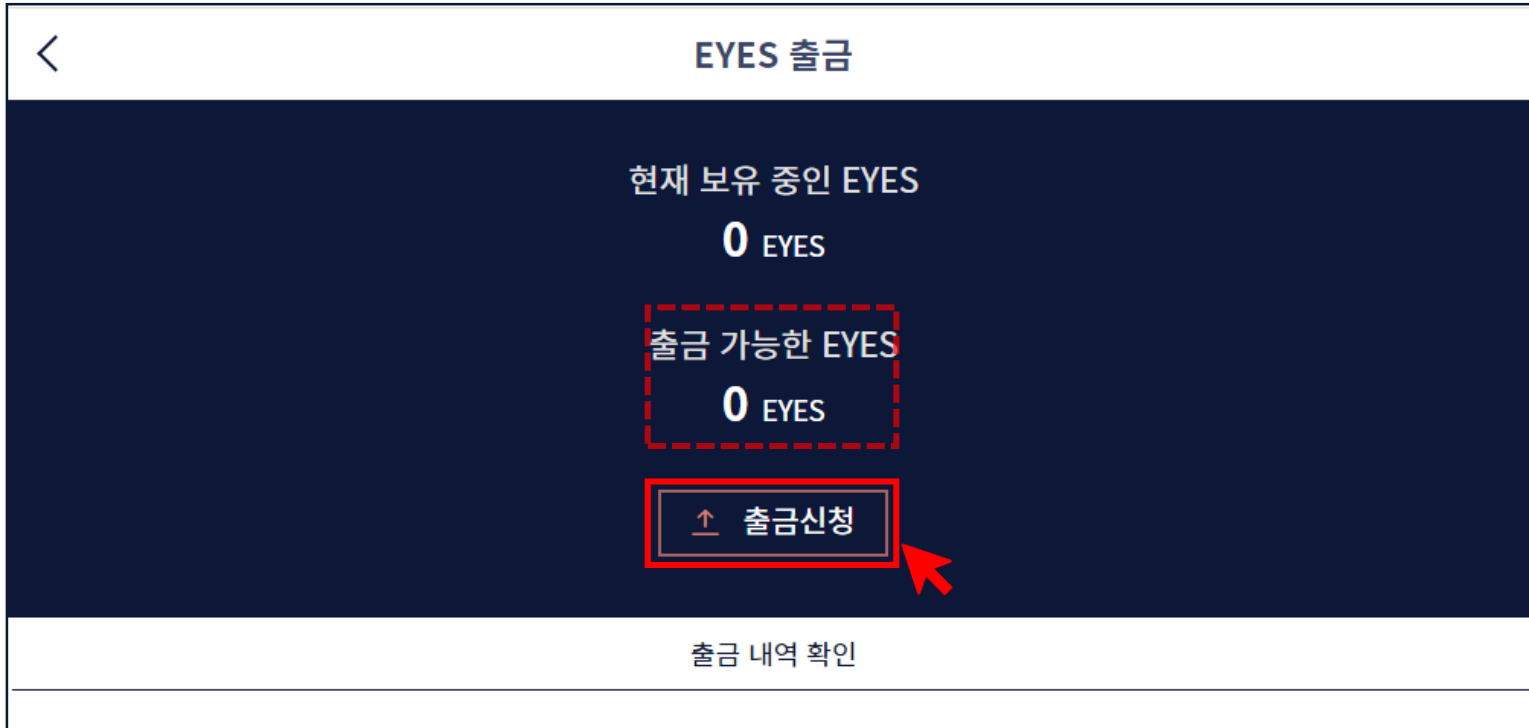 EYES 출금
현재 보유 중인 EYES
0 EYES
출금 가능한 EYES
0 EYES
출금신청
출금 내역 확인